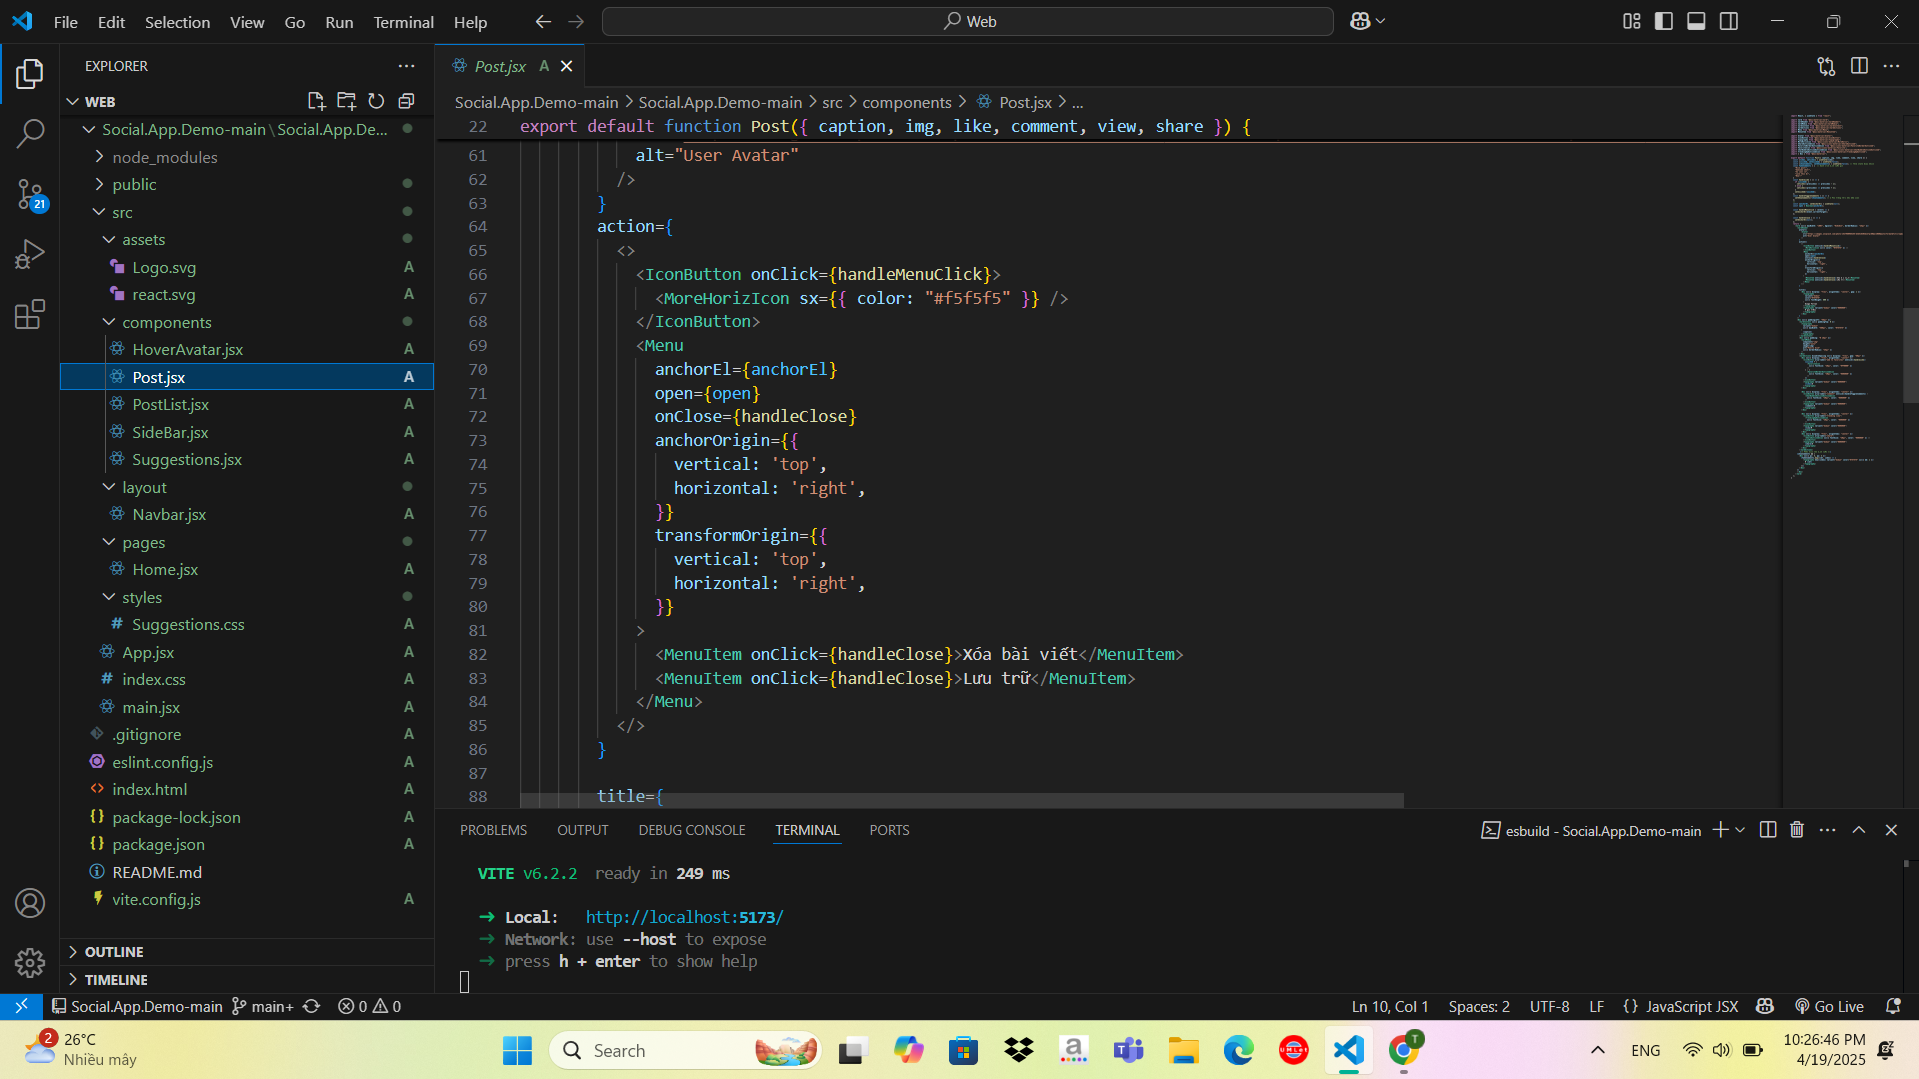 File Edit Selection View Go Run Terminal Help
Web
EXPLORER
Post.jsx A
WEB
Social.App.Demo-main > Social.App.Demo-main > src > components > Post.jsx > ...
Social.App.Demo-main\Social.App.De...
node_modules
public
src
assets
Logo.svg A
react.svg A
components
HoverAvatar.jsx A
Post.jsx A
PostList.jsx A
SideBar.jsx A
Suggestions.jsx A
layout
Navbar.jsx A
pages
Home.jsx A
styles
Suggestions.css A
App.jsx A
index.css A
main.jsx A
.gitignore A
eslint.config.js A
index.html A
package-lock.json A
package.json A
README.md
vite.config.js A
OUTLINE
TIMELINE
21
22 export default function Post({ caption, img, like, comment, view, share }) {
61 alt="User Avatar"
62 />
63 }
64 action={
65 <>
66 <IconButton onClick={handleMenuClick}>
67 <MoreHorizIcon sx={{ color: "#f5f5f5" }} />
68 </IconButton>
69 <Menu
70 anchorEl={anchorEl}
71 open={open}
72 onClose={handleClose}
73 anchorOrigin={{
74 vertical: 'top',
75 horizontal: 'right',
76 }}
77 transformOrigin={{
78 vertical: 'top',
79 horizontal: 'right',
80 }}
81 >
82 <MenuItem onClick={handleClose}>Xóa bài viết</MenuItem>
83 <MenuItem onClick={handleClose}>Lưu trữ</MenuItem>
84 </Menu>
85 </>
86 }
87
88 title={
PROBLEMS OUTPUT DEBUG CONSOLE TERMINAL PORTS
esbuild - Social.App.Demo-main
VITE v6.2.2 ready in 249 ms
➜ Local: http://localhost:5173/
➜ Network: use --host to expose
➜ press h + enter to show help
Social.App.Demo-main main+ 0 0
Ln 10, Col 1 Spaces: 2 UTF-8 LF {} JavaScript JSX Go Live
2
26°C
Nhiều mây
Search
UMLet
T
ENG
10:26:46 PM
4/19/2025